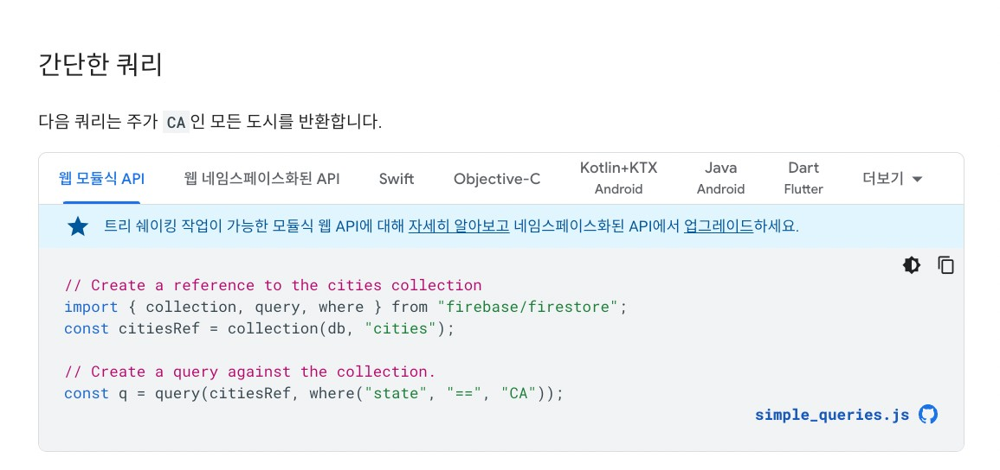 간단한 쿼리
다음 쿼리는 주가 CA인 모든 도시를 반환합니다.
웹 모듈식 API 웹 네임스페이스화된 API Swift Objective-C Kotlin+KTX Android Java Android Dart Flutter 더보기
트리 쉐이킹 작업이 가능한 모듈식 웹 API에 대해 자세히 알아보고 네임스페이스화된 API에서 업그레이드하세요.
// Create a reference to the cities collection
import { collection, query, where } from "firebase/firestore";
const citiesRef = collection(db, "cities");
// Create a query against the collection.
const q = query(citiesRef, where("state", "==", "CA"));
simple_queries.js